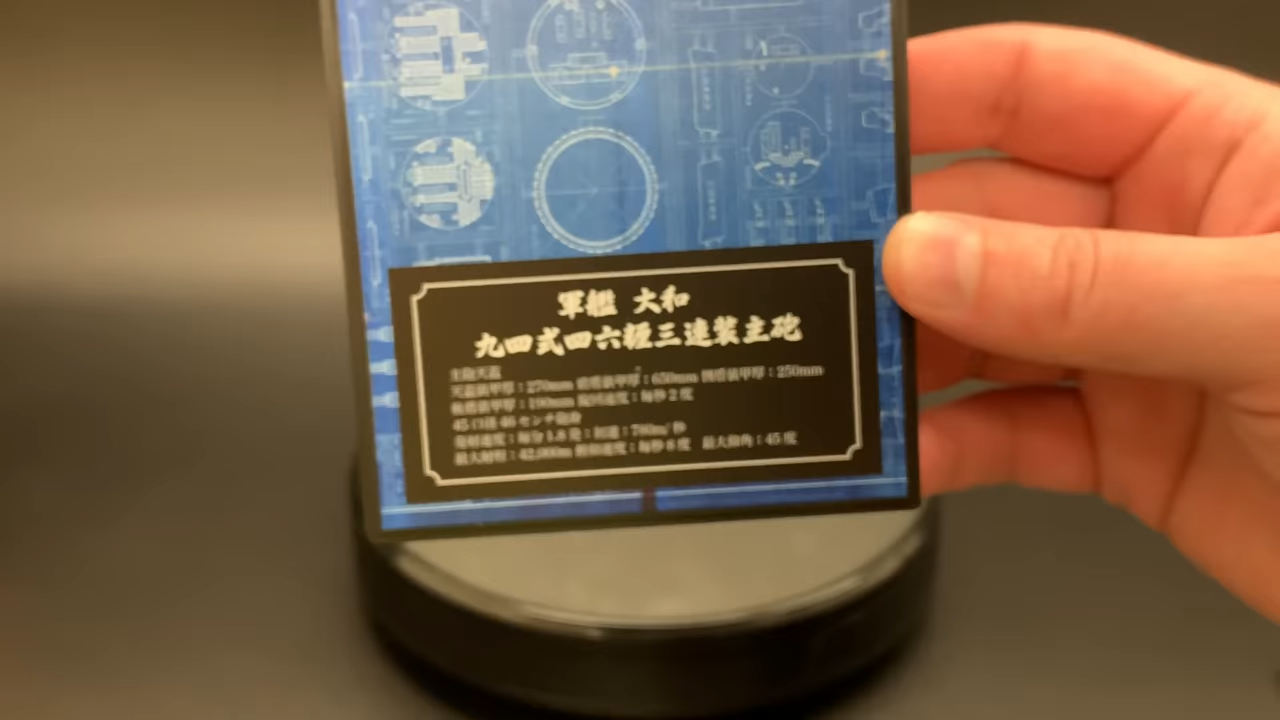 軍艦 大和
九四式四六糎三連装主砲
主砲天蓋
天蓋装甲厚：270mm 前盾装甲厚：650mm 側盾装甲厚：250mm
後盾装甲厚：190mm 旋回速度：毎秒2度
45口径46センチ砲
発射速度：毎分1.8発 初速：780m/秒
最大射程：42,000m 俯仰速度：毎秒8度 最大仰角：45度